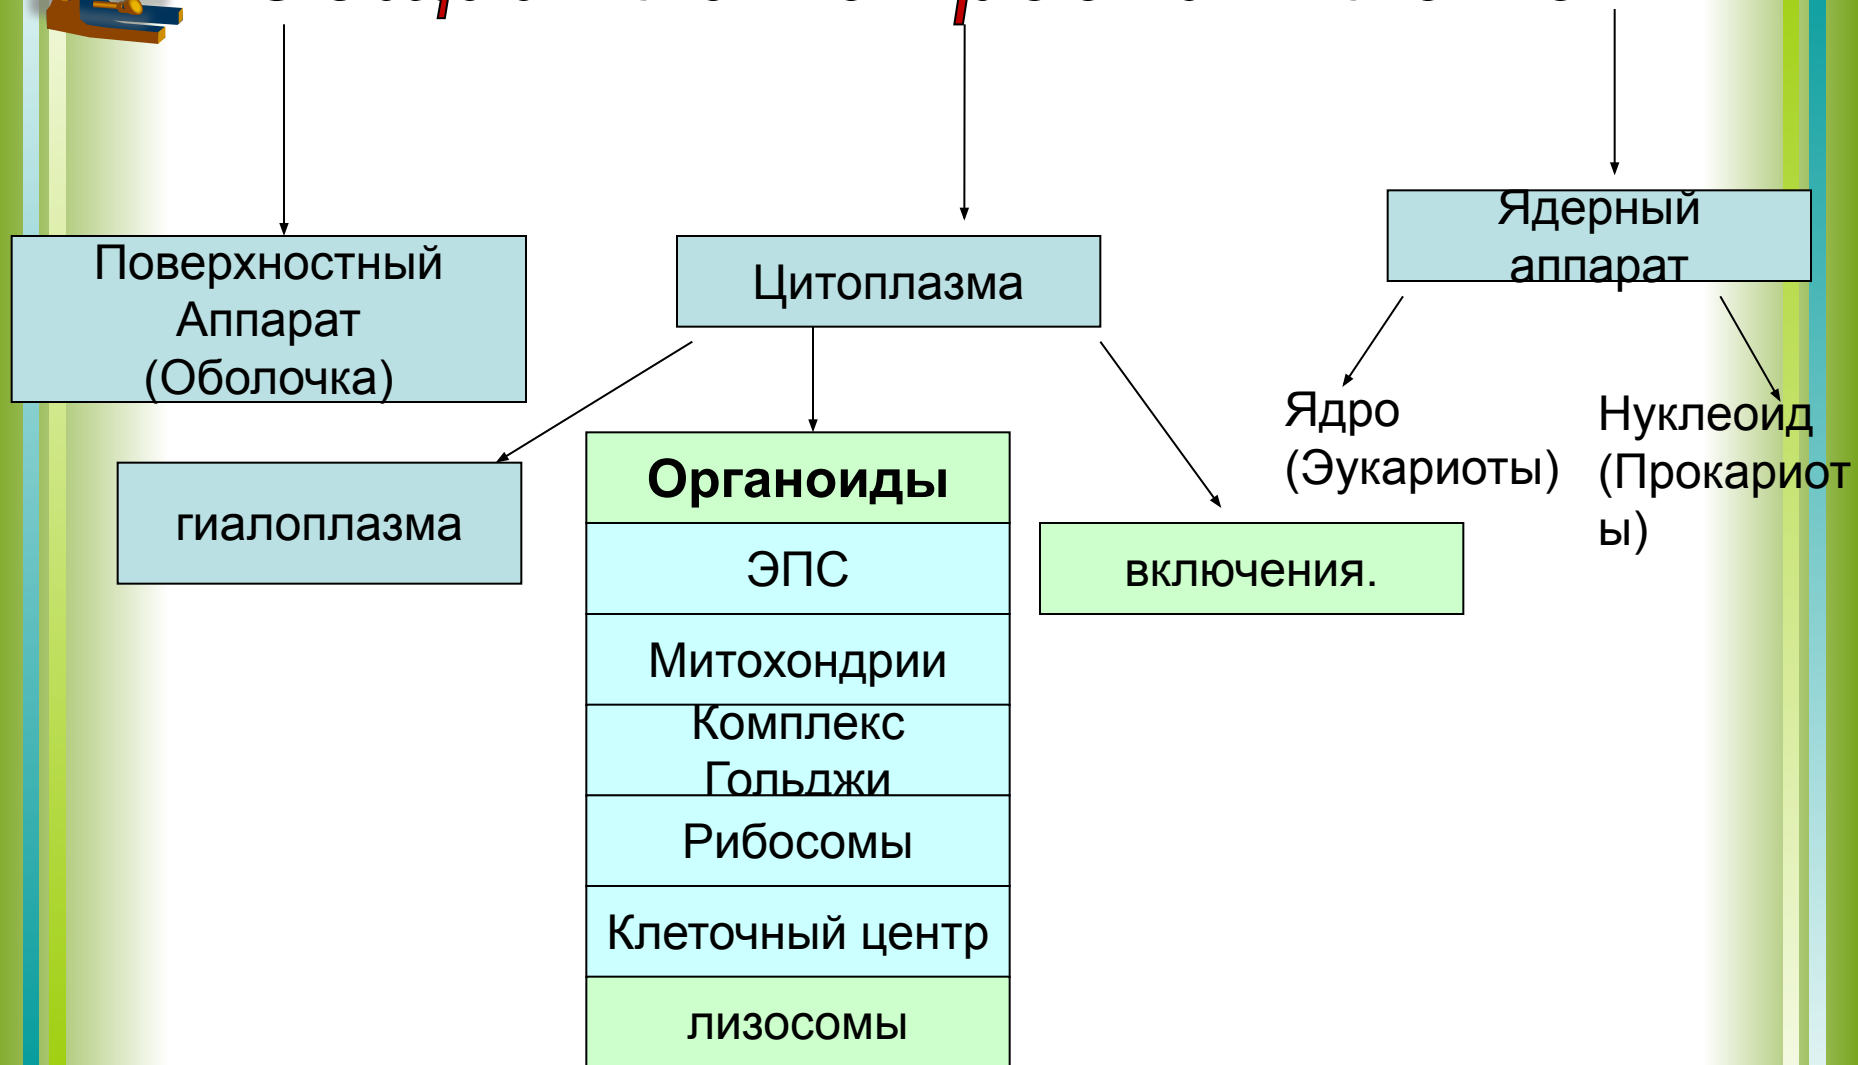 Поверхностный
Аппарат
(Оболочка)
Цитоплазма
Ядерный
аппарат
Ядро
(Эукариоты)
Нуклеоид
(Прокариот
ы)
гиалоплазма
Органоиды
ЭПС
Митохондрии
Комплекс
Гольджи
Рибосомы
Клеточный центр
лизосомы
включения.